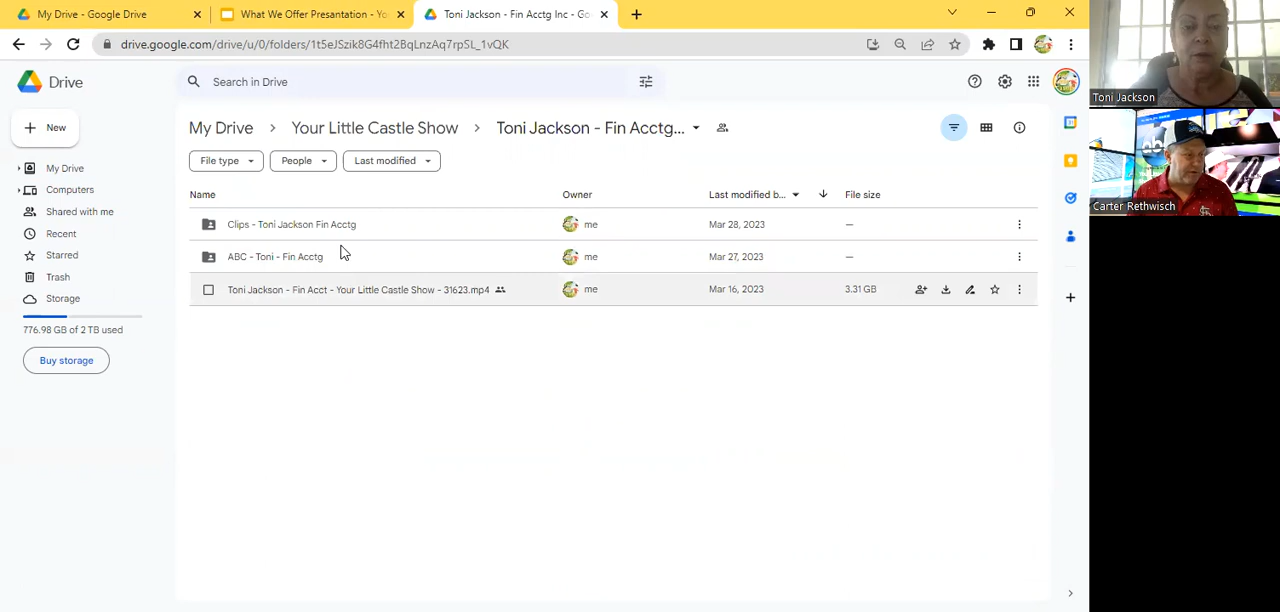 My Drive - Google Drive
What We Offer Presantation - Yo
Toni Jackson - Fin Acctg Inc - Go
drive.google.com/drive/u/0/folders/1t5eJSzik8G4fht2BqLnzAq7rpSL_1vQK
Drive
Search in Drive
New
My Drive
Computers
Shared with me
Recent
Starred
Trash
Storage
776.98 GB of 2 TB used
Buy storage
My Drive > Your Little Castle Show > Toni Jackson - Fin Acctg...
File type
People
Last modified
Name Owner Last modified b... File size
Clips - Toni Jackson Fin Acctg me Mar 28, 2023 —
ABC - Toni - Fin Acctg me Mar 27, 2023 —
Toni Jackson - Fin Acct - Your Little Castle Show - 31623.mp4 me Mar 16, 2023 3.31 GB
Toni Jackson
abc
Carter Rethwisch